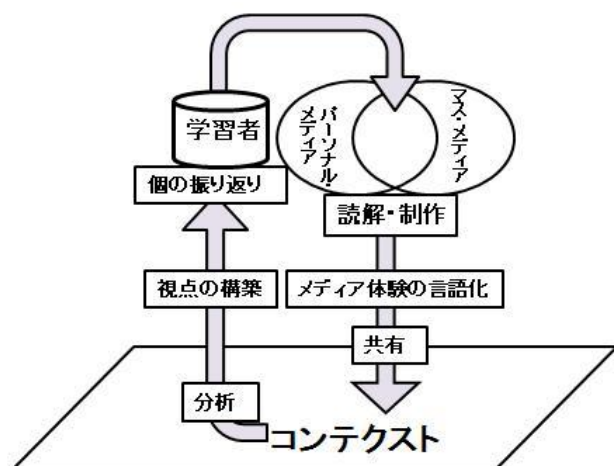 学習者
個の振り返り
パーソナル・
メディア
マス・メディア
読解・制作
視点の構築
メディア体験の言語化
共有
分析
コンテクスト